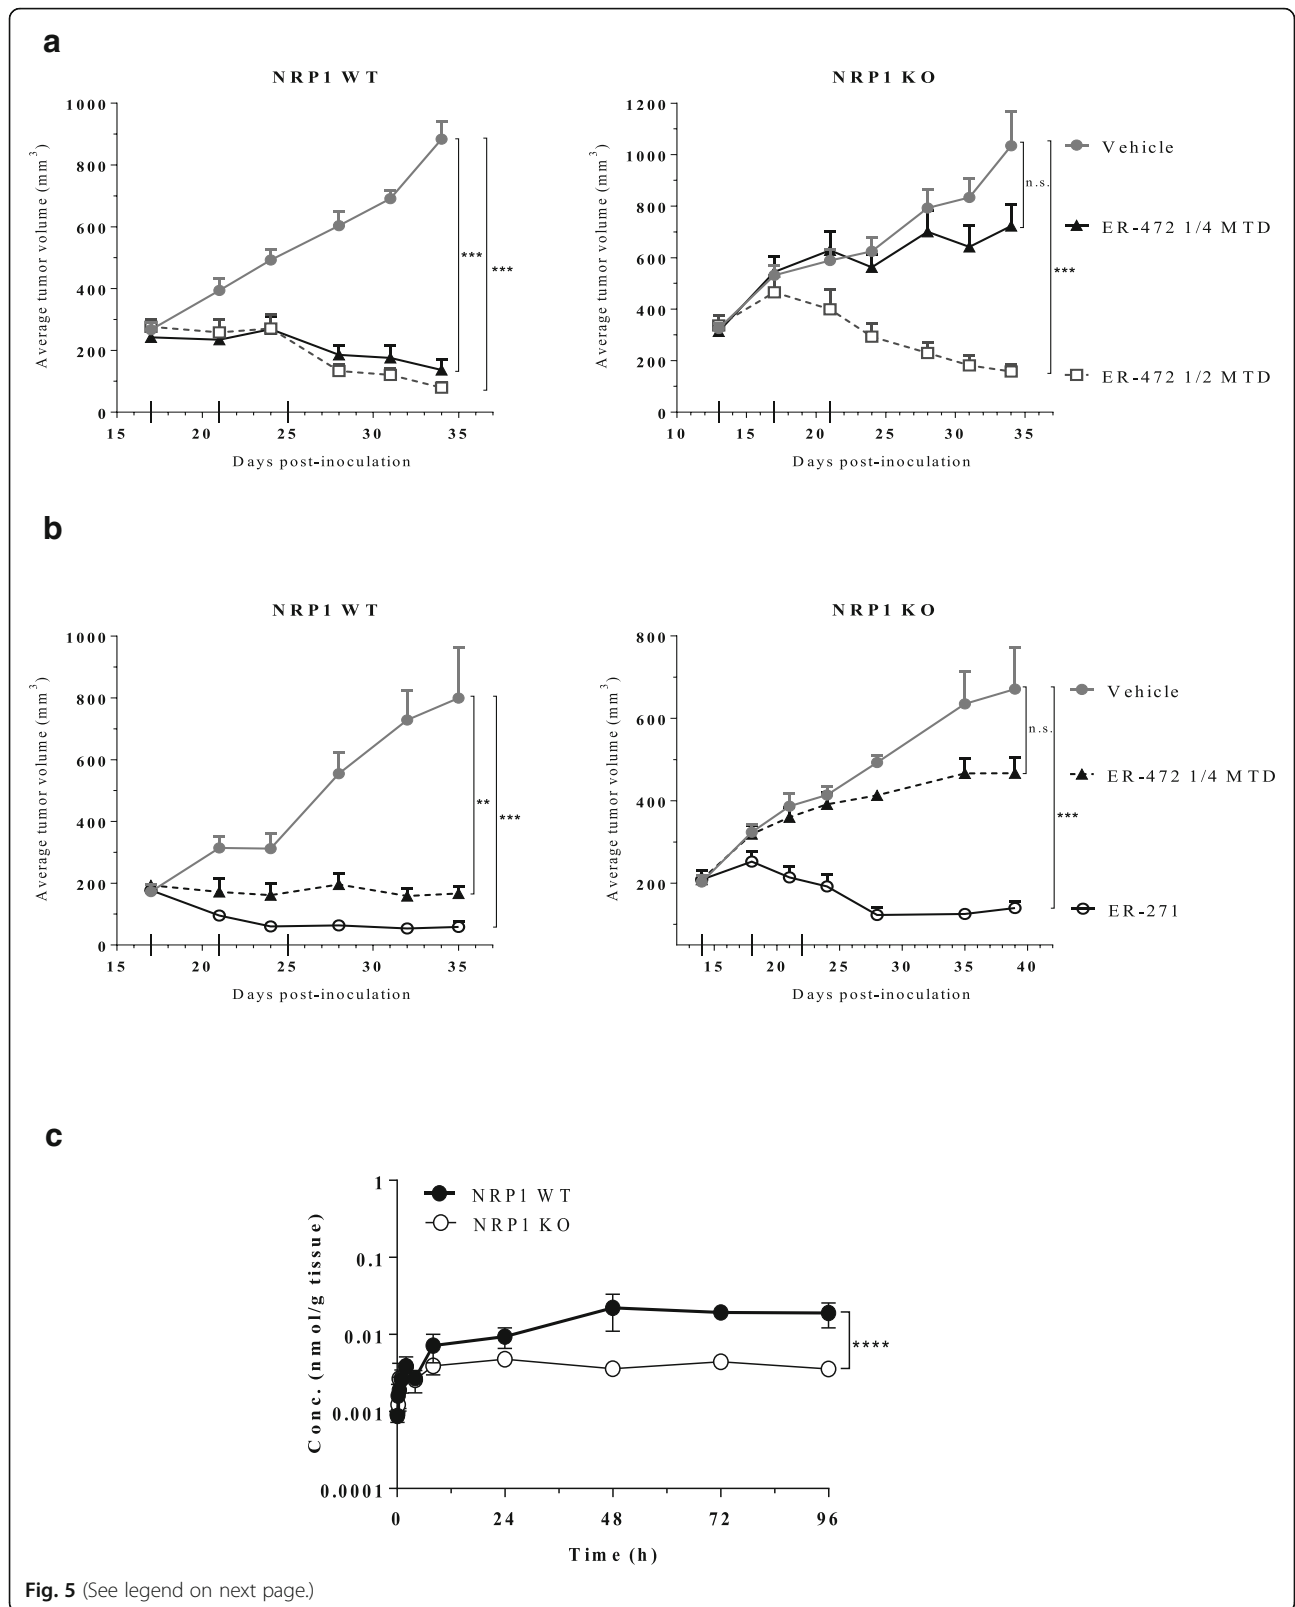 a
NRP1 WT
NRP1 KO
1000
800
600
400
200
0
Average tumor volume (mm³)
15 20 25 30 35
Days post-inoculation
***
***
1200
1000
800
600
400
200
0
Average tumor volume (mm³)
10 15 20 25 30 35
Days post-inoculation
n.s.
***
Vehicle
ER-472 1/4 MTD
ER-472 1/2 MTD
b
NRP1 WT
NRP1 KO
1000
800
600
400
200
0
Average tumor volume (mm³)
15 20 25 30 35
Days post-inoculation
**
***
800
600
400
200
Average tumor volume (mm³)
15 20 25 30 35 40
Days post-inoculation
n.s.
***
Vehicle
ER-472 1/4 MTD
ER-271
c
NRP1 WT
NRP1 KO
1
0.1
0.01
0.001
0.0001
Conc. (nmol/g tissue)
0 24 48 72 96
Time (h)
****
Fig. 5 (See legend on next page.)